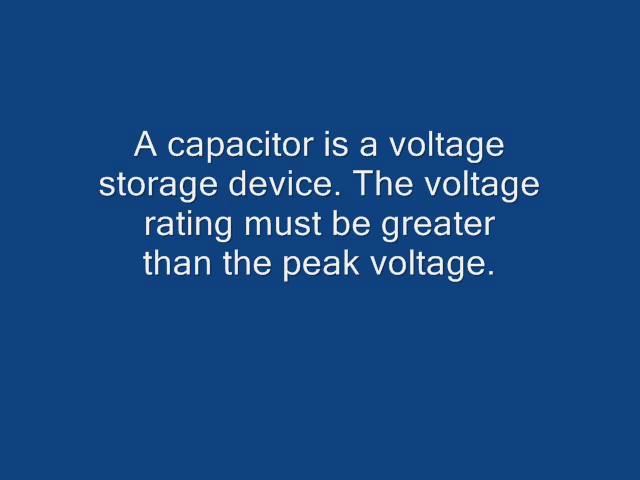 A capacitor is a voltage
storage device. The voltage
rating must be greater
than the peak voltage.